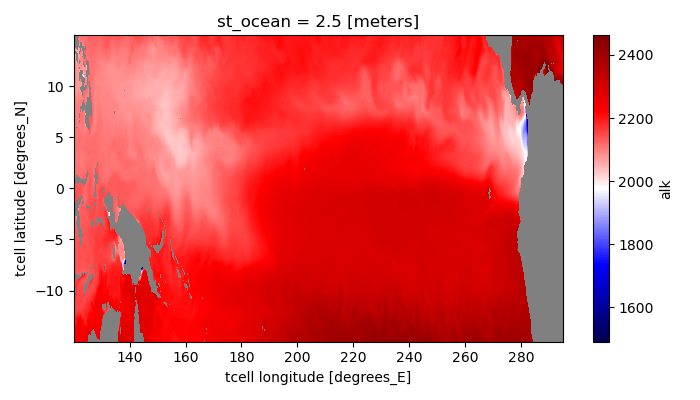 st_ocean = 2.5 [meters]
10
5
0
−5
−10
tcell latitude [degrees_N]
140 160 180 200 220 240 260 280
tcell longitude [degrees_E]
2400
2200
2000
1800
1600
alk